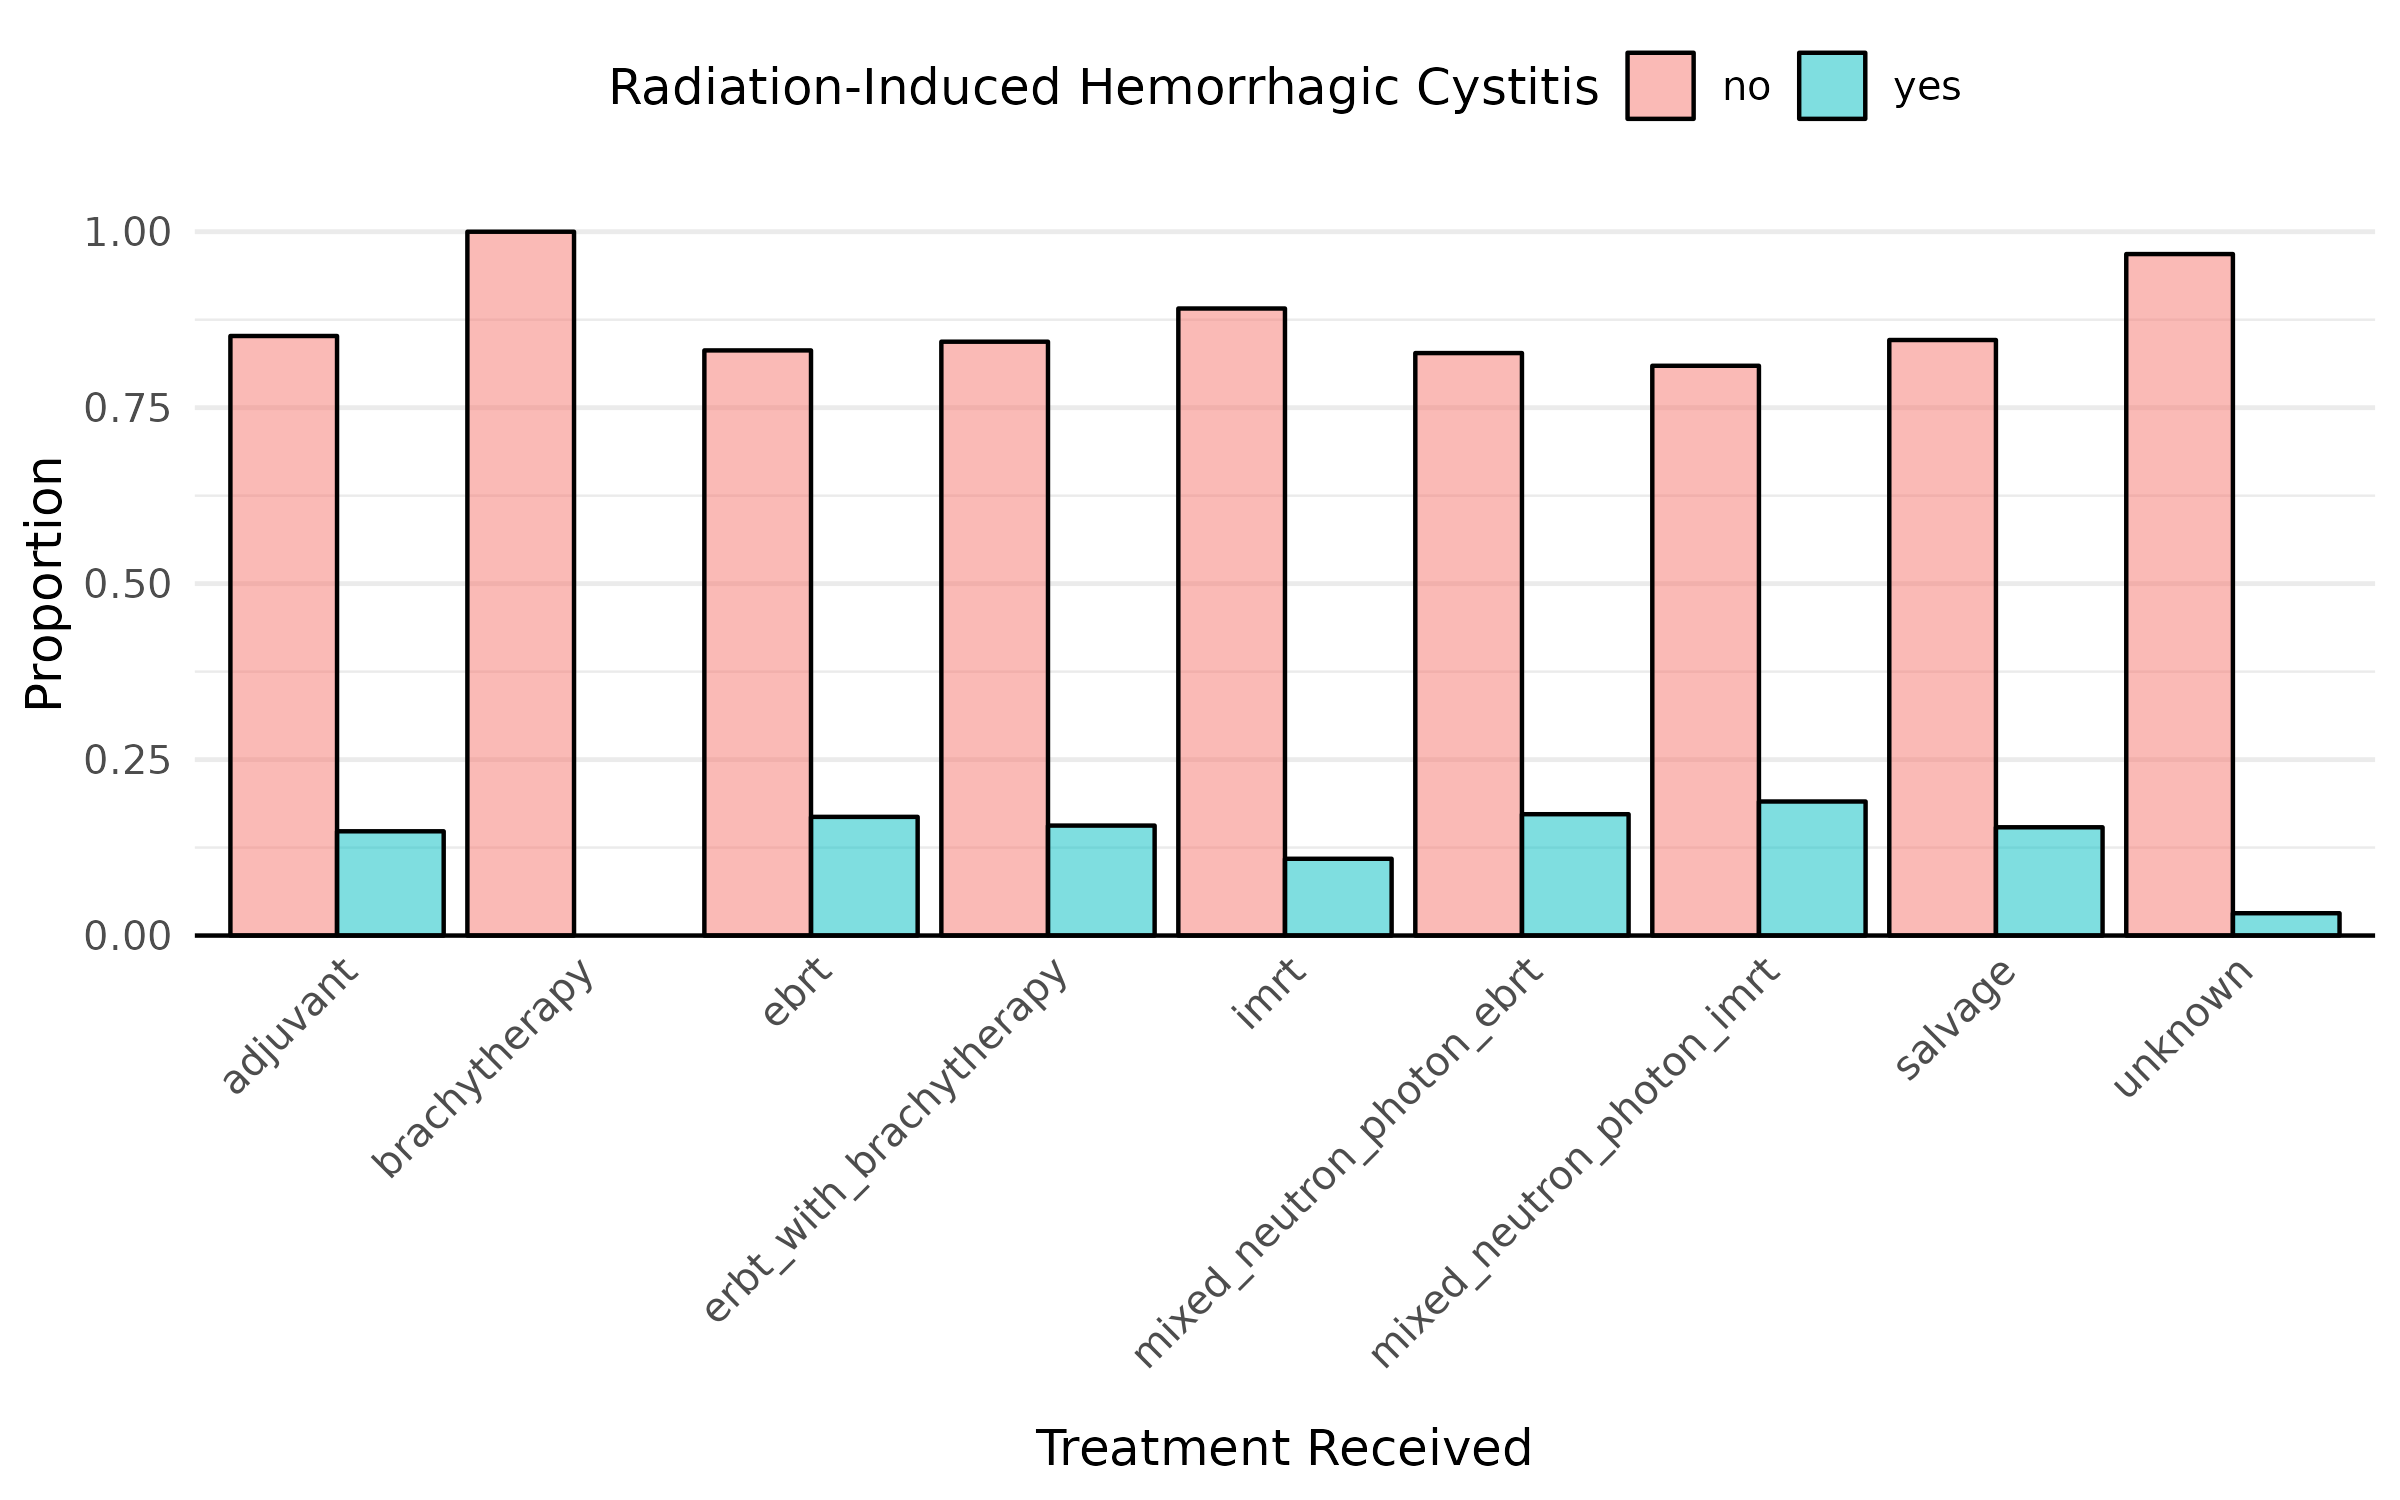 Radiation-Induced Hemorrhagic Cystitis no yes
Proportion
1.00
0.75
0.50
0.25
0.00
adjuvant
brachytherapy
ebrt
erbt_with_brachytherapy
imrt
mixed_neutron_photon_ebrt
mixed_neutron_photon_imrt
salvage
unknown
Treatment Received